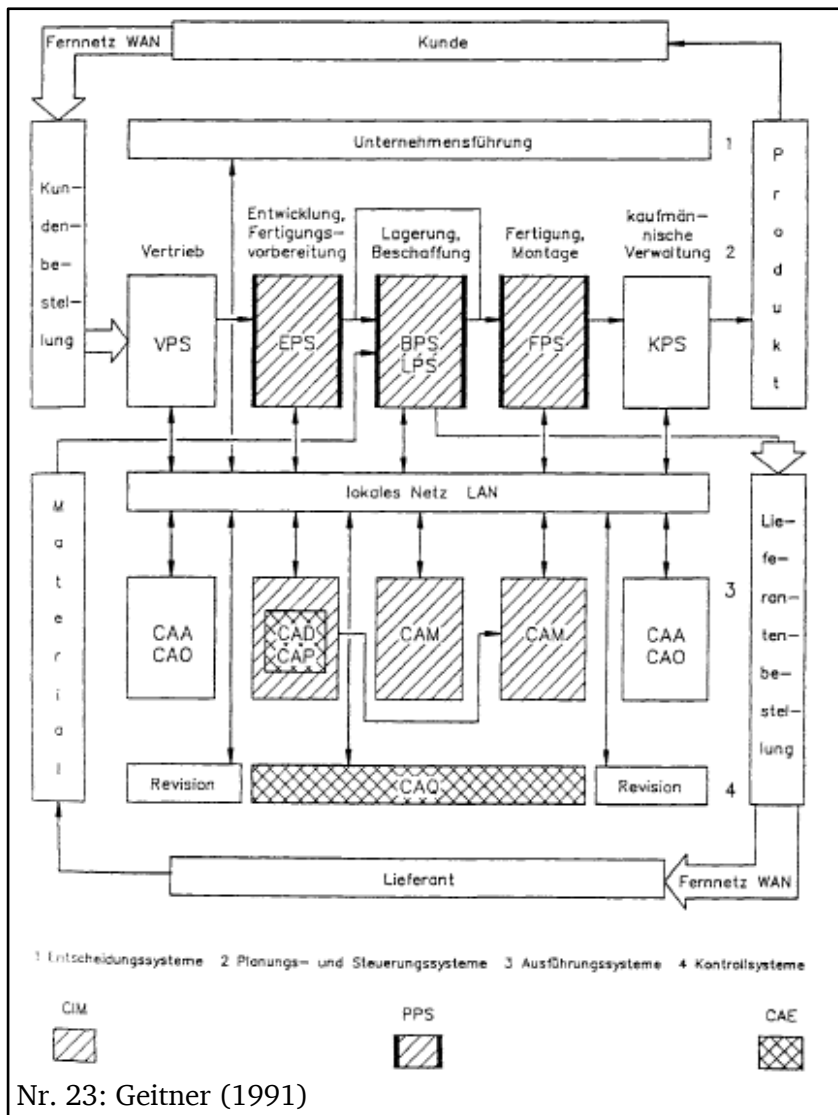 Fernnetz WAN
Kunde
Unternehmensführung
1
Kun-
den-
be-
stel-
lung
P
r
o
d
u
k
t
Vertrieb
Entwicklung,
Fertigungs-
vorbereitung
Lagerung,
Beschaffung
Fertigung,
Montage
kaufmän-
nische
Verwaltung
2
VPS
EPS
BPS
LPS
FPS
KPS
lokales Netz LAN
M
a
t
e
r
i
a
l
Lie-
fe-
ran-
ten-
be-
stel-
lung
CAA
CAO
CAD
CAP
CAM
CAM
CAA
CAO
3
Revision
CAQ
Revision
4
Lieferant
Fernnetz WAN
1 Entscheidungssysteme 2 Planungs- und Steuerungssysteme 3 Ausführungssysteme 4 Kontrollsysteme
CIM
PPS
CAE
Nr. 23: Geitner (1991)